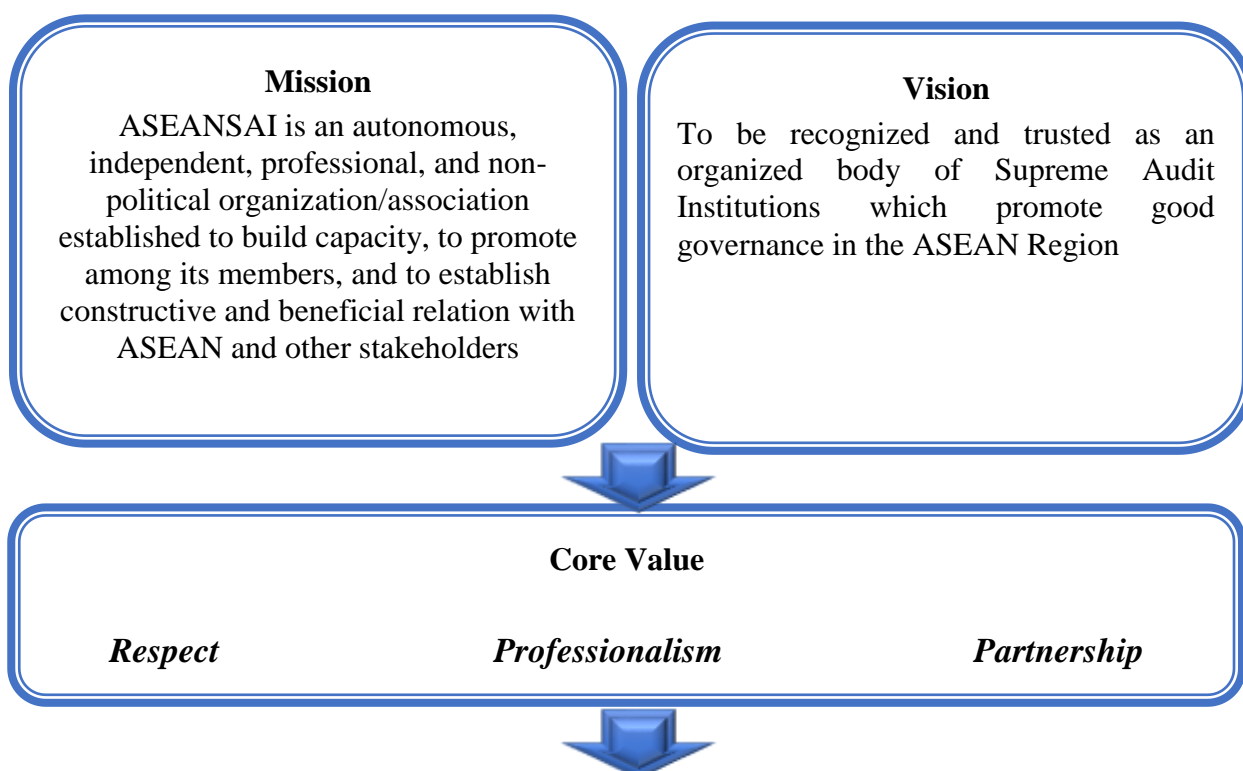 Mission
ASEANSAI is an autonomous,
independent, professional, and non-
political organization/association
established to build capacity, to promote
among its members, and to establish
constructive and beneficial relation with
ASEAN and other stakeholders
Vision
To be recognized and trusted as an
organized body of Supreme Audit
Institutions which promote good
governance in the ASEAN Region
Core Value
Respect Professionalism Partnership